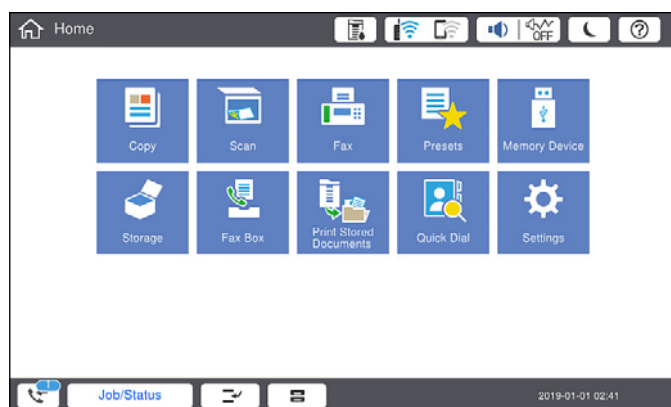 Home
OFF
Copy
Scan
Fax
Presets
Memory Device
Storage
Fax Box
Print Stored
Documents
Quick Dial
Settings
1
Job/Status
2019-01-01 02:41